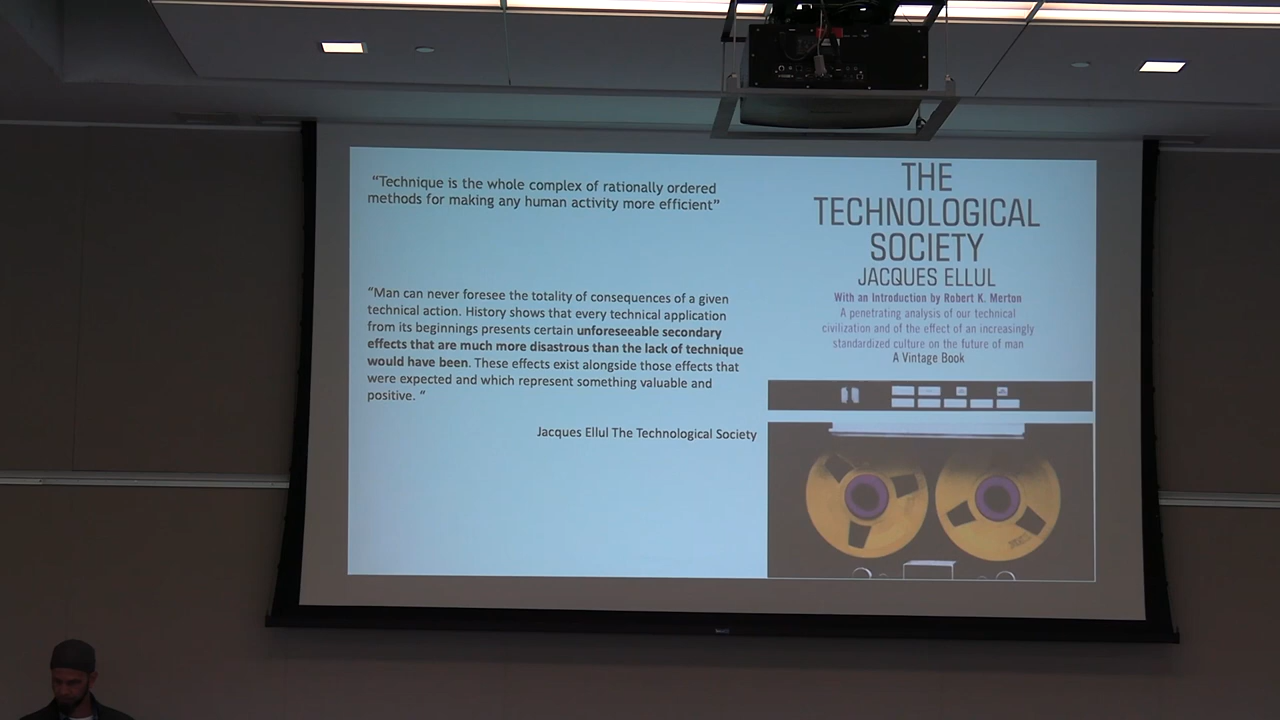 "Technique is the whole complex of rationally ordered
methods for making any human activity more efficient"
"Man can never foresee the totality of consequences of a given
technical action. History shows that every technical application
from its beginnings presents certain unforeseeable secondary
effects that are much more disastrous than the lack of technique
would have been. These effects exist alongside those effects that
were expected and which represent something valuable and
positive. "
Jacques Ellul The Technological Society
THE
TECHNOLOGICAL
SOCIETY
JACQUES ELLUL
With an Introduction by Robert K. Merton
A penetrating analysis of our technical
civilization and of the effect of an increasingly
standardized culture on the future of man
A Vintage Book